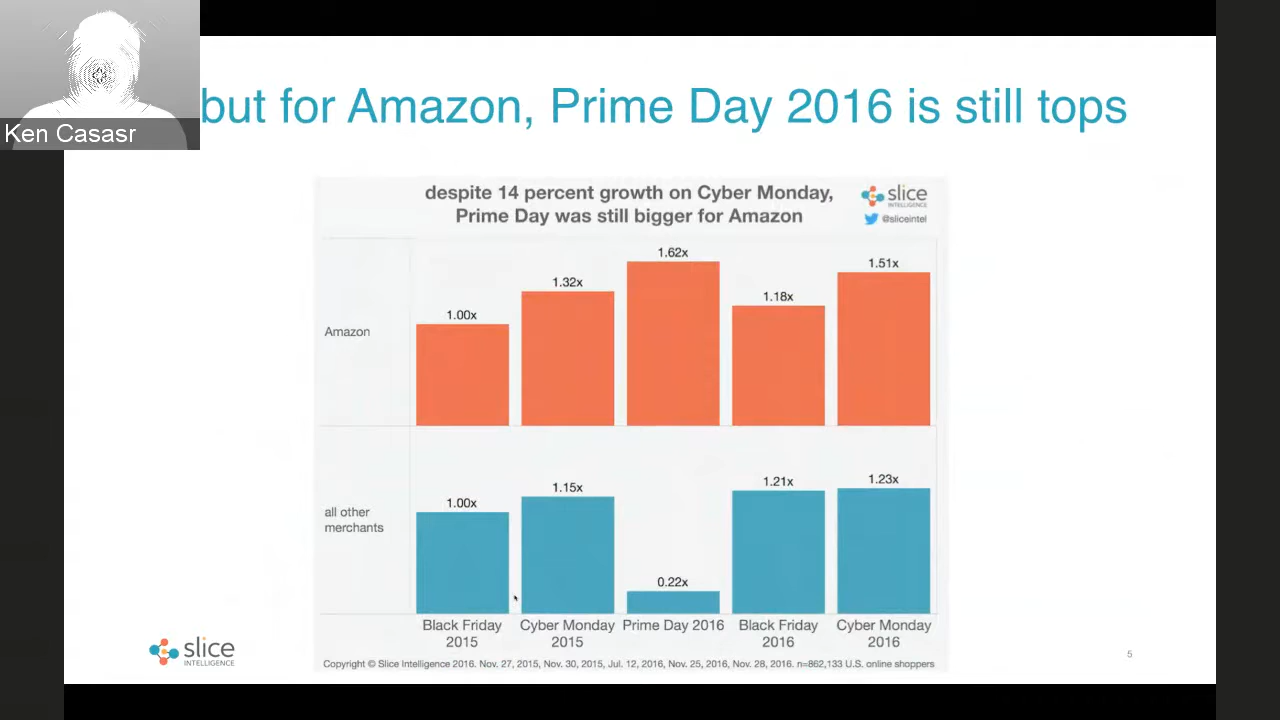 Ken Casasr
but for Amazon, Prime Day 2016 is still tops
despite 14 percent growth on Cyber Monday,
Prime Day was still bigger for Amazon
slice
INTELLIGENCE
@sliceintel
Amazon
1.00x
1.32x
1.62x
1.18x
1.51x
all other
merchants
1.00x
1.15x
0.22x
1.21x
1.23x
Black Friday
2015
Cyber Monday
2015
Prime Day 2016
Black Friday
2016
Cyber Monday
2016
Copyright © Slice Intelligence 2016. Nov. 27, 2015, Nov. 30, 2015, Jul. 12, 2016, Nov. 25, 2016, Nov. 28, 2016. n=862,133 U.S. online shoppers
slice
INTELLIGENCE
5